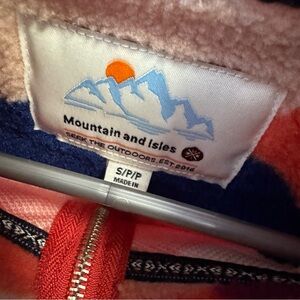 Mountain and Isles
SEEK THE OUTDOORS EST.2016
S/P/P
MADE IN